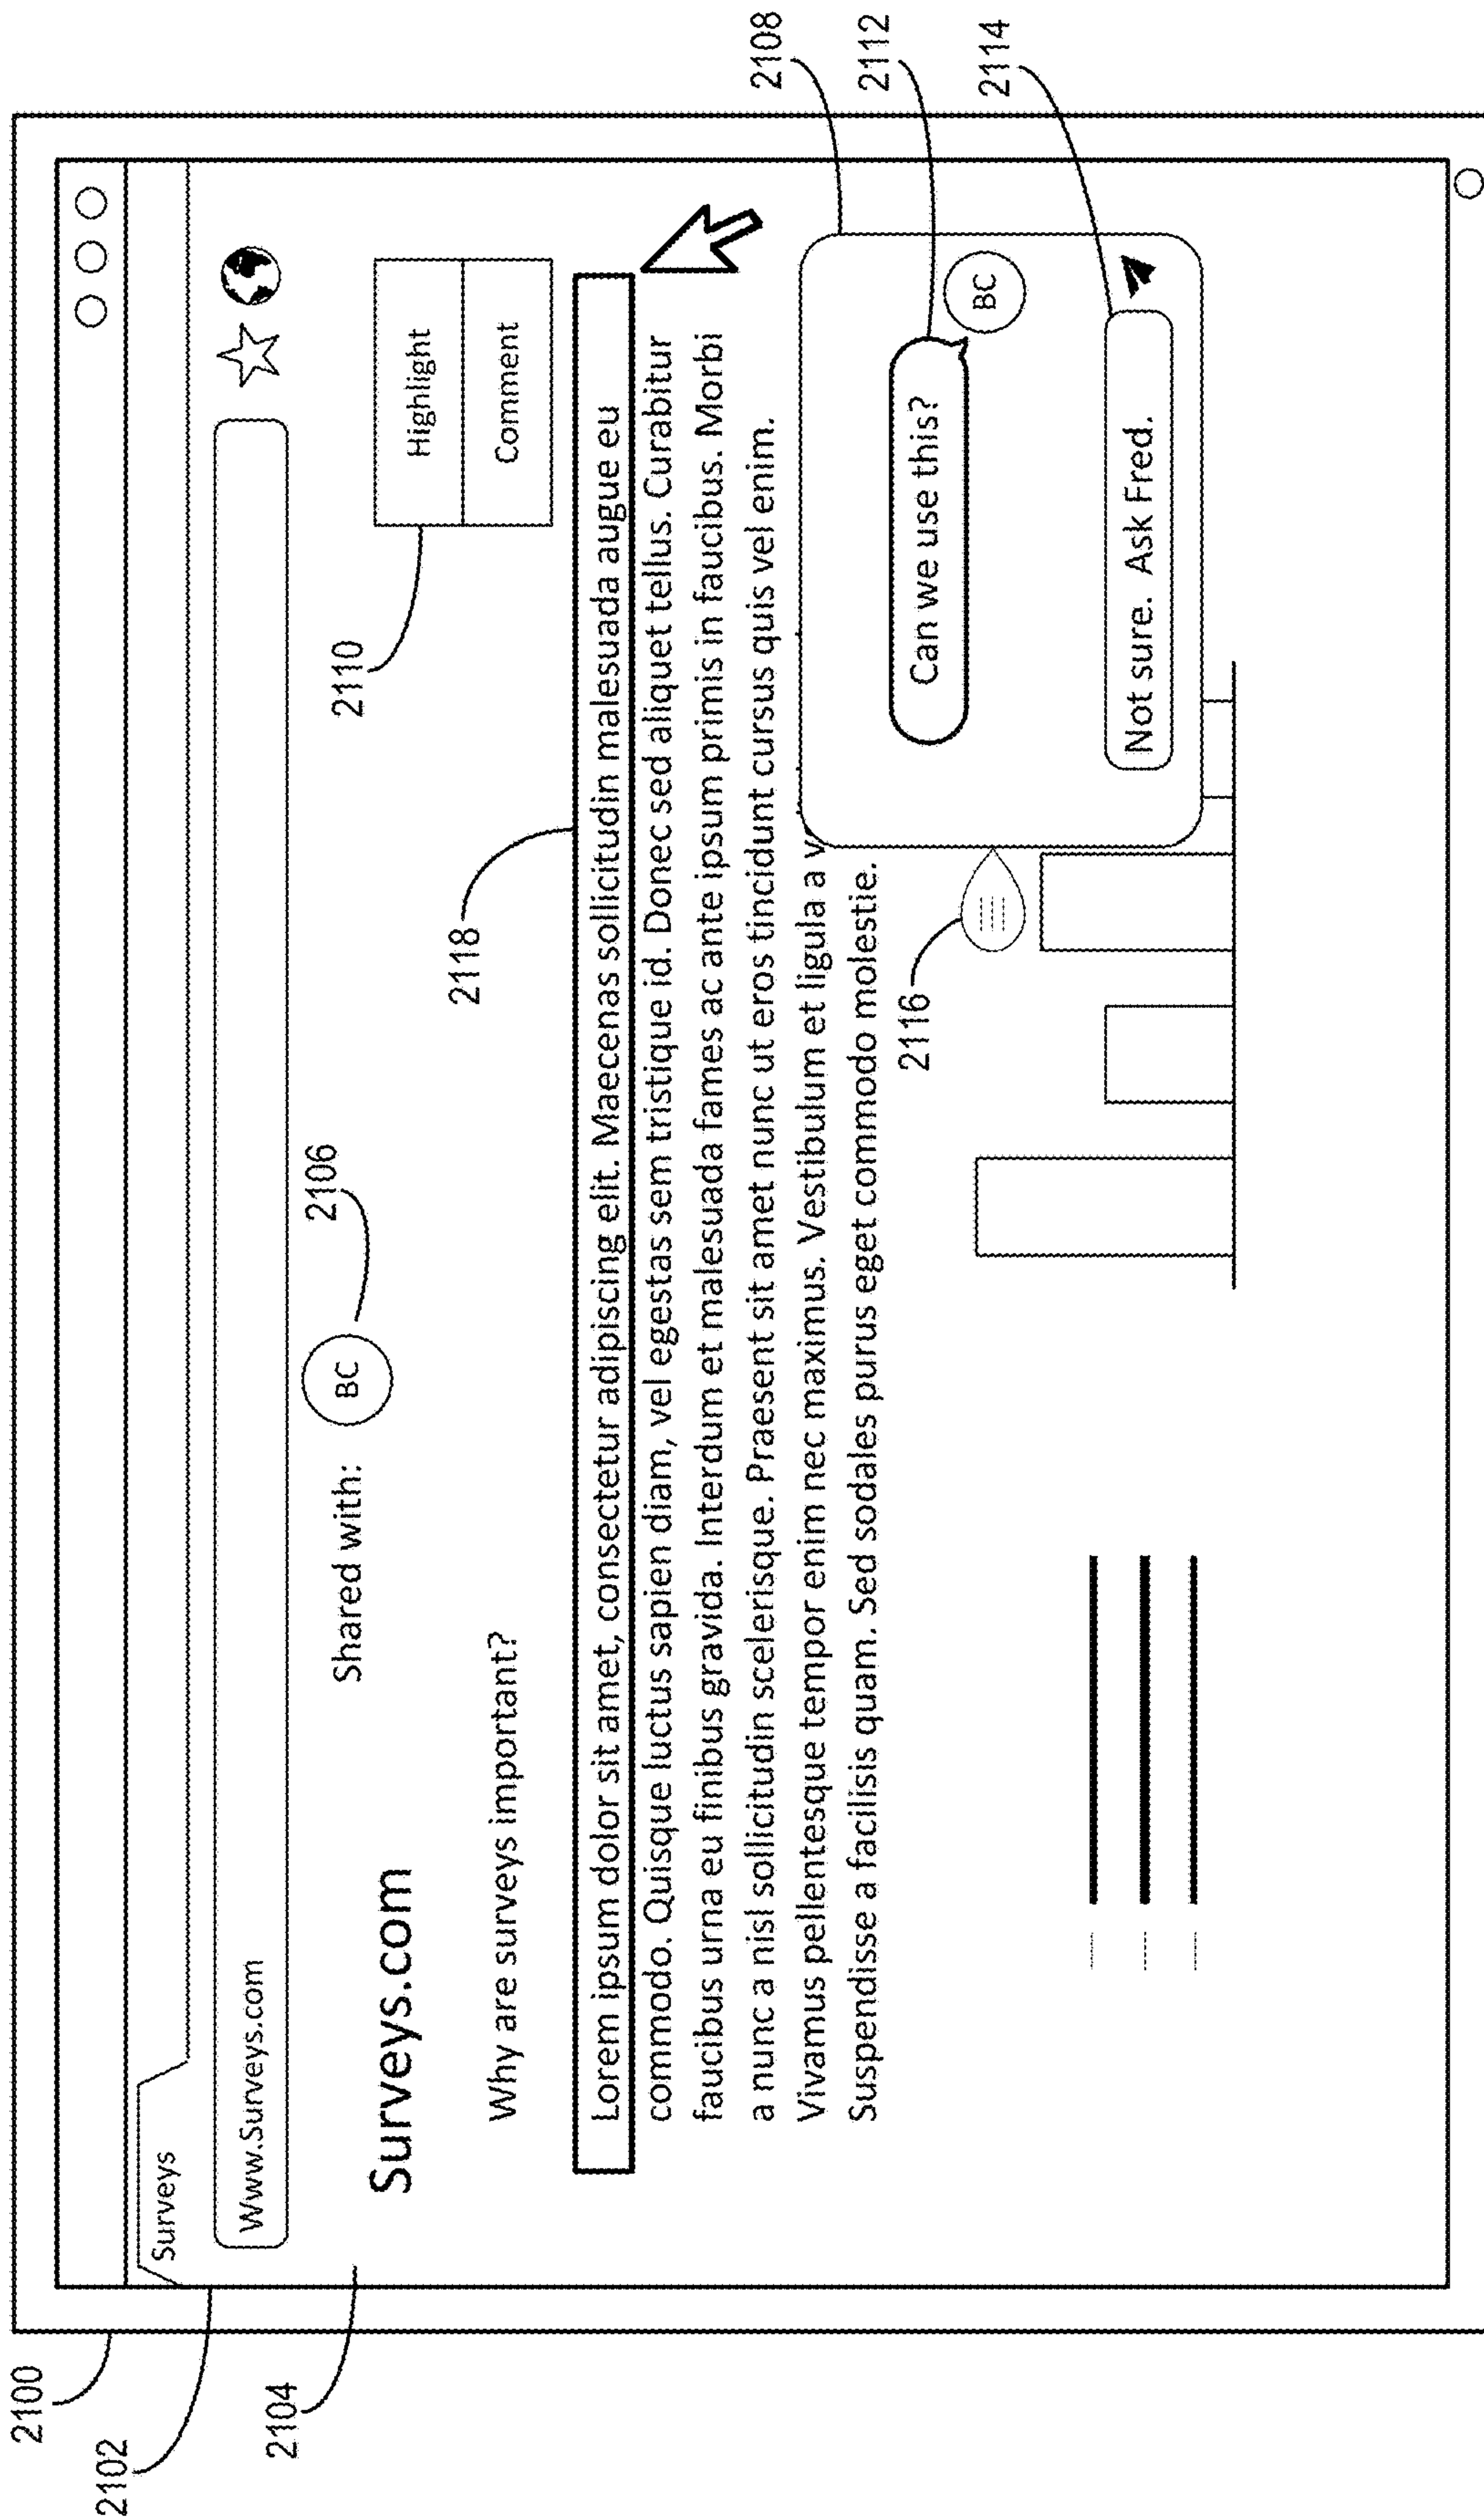 2100
2102
2104
Surveys
Www.Surveys.com
Shared with:
BC
2106
Surveys.com
2110
Highlight
Comment
Why are surveys important?
2118
Lorem ipsum dolor sit amet, consectetur adipiscing elit. Maecenas sollicitudin malesuada augue eu
commodo. Quisque luctus sapien diam, vel egestas sem tristique id. Donec sed aliquet tellus. Curabitur
faucibus urna eu finibus gravida. Interdum et malesuada fames ac ante ipsum primis in faucibus. Morbi
a nunc a nisl sollicitudin scelerisque. Praesent sit amet nunc ut eros tincidunt cursus quis vel enim.
Vivamus pellentesque tempor enim nec maximus. Vestibulum et ligula a v
Suspendisse a facilisis quam. Sed sodales purus eget commodo molestie.
2108
2112
2114
2116
Can we use this?
BC
Not sure. Ask Fred.